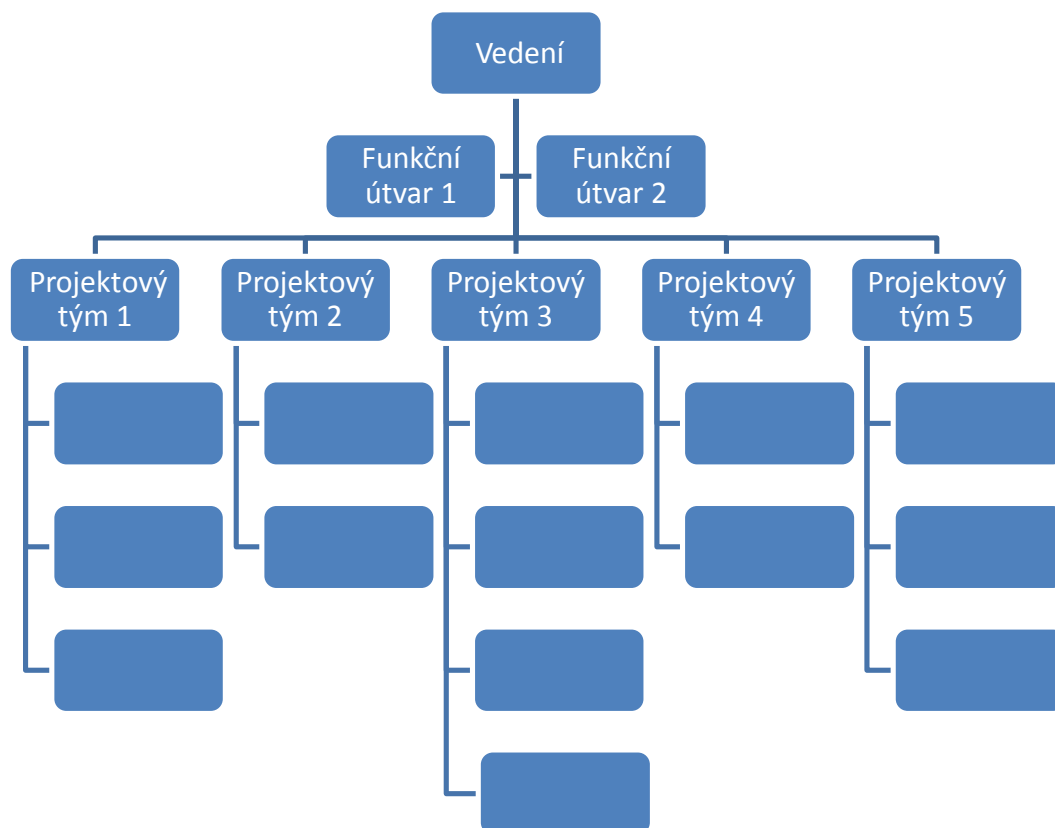 Vedení
Funkční
útvar 1
Funkční
útvar 2
Projektový
tým 1
Projektový
tým 2
Projektový
tým 3
Projektový
tým 4
Projektový
tým 5